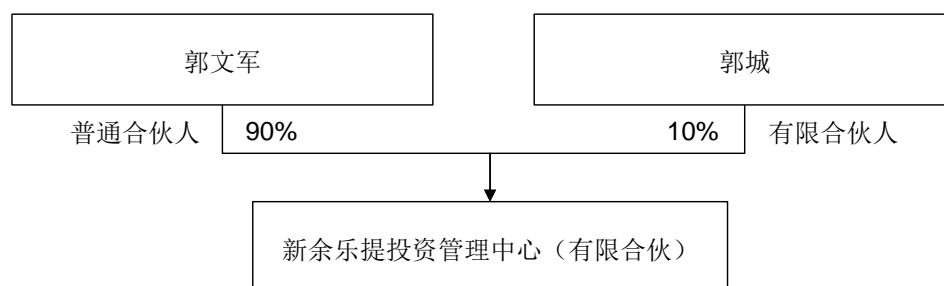 郭文军
郭城
普通合伙人 90%
10% 有限合伙人
新余乐提投资管理中心（有限合伙）